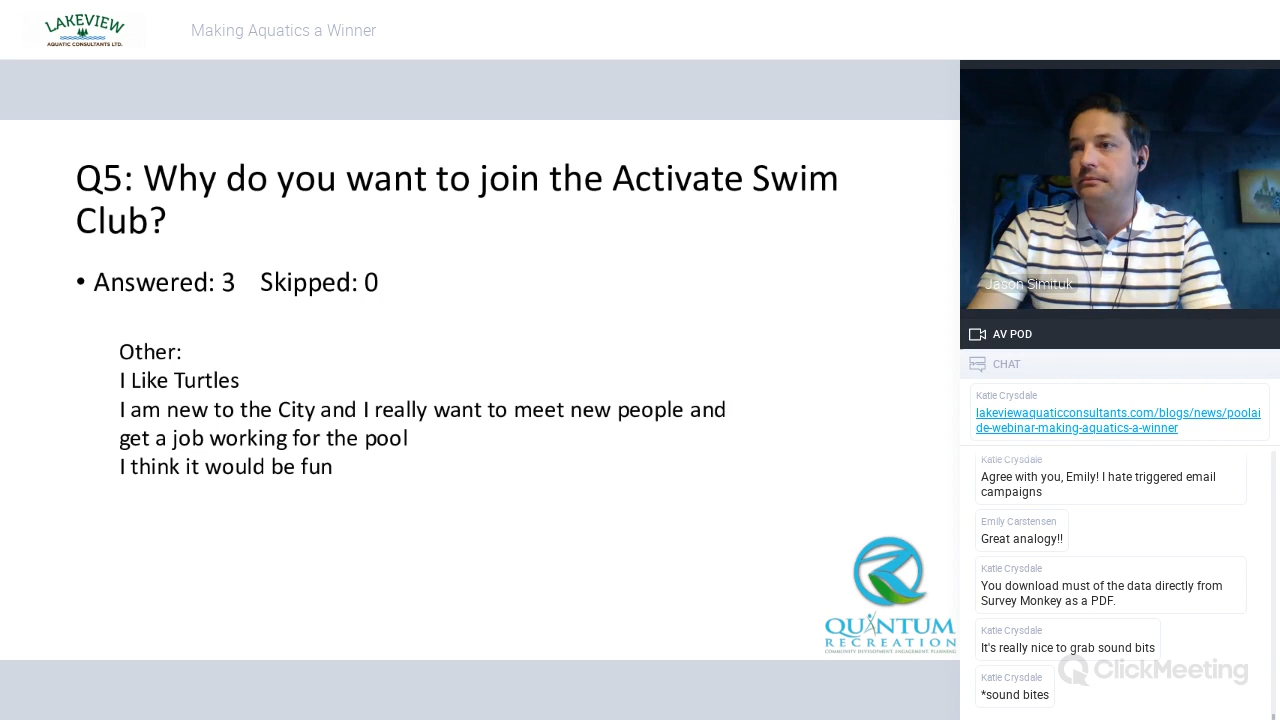 LAKEVIEW
AQUATIC CONSULTANTS LTD.
Making Aquatics a Winner
Q5: Why do you want to join the Activate Swim
Club?
• Answered: 3 Skipped: 0
Other:
I Like Turtles
I am new to the City and I really want to meet new people and
get a job working for the pool
I think it would be fun
QUANTUM
RECREATION
COMMUNITY DEVELOPMENT, ENGAGEMENT, PLANNING
Jason Simituk
AV POD
CHAT
Katie Crysdale
lakeviewaquaticconsultants.com/blogs/news/poolai
de-webinar-making-aquatics-a-winner
Katie Crysdale
Agree with you, Emily! I hate triggered email
campaigns
Emily Carstensen
Great analogy!!
Katie Crysdale
You download must of the data directly from
Survey Monkey as a PDF.
Katie Crysdale
It's really nice to grab sound bits
Katie Crysdale
*sound bites
ClickMeeting